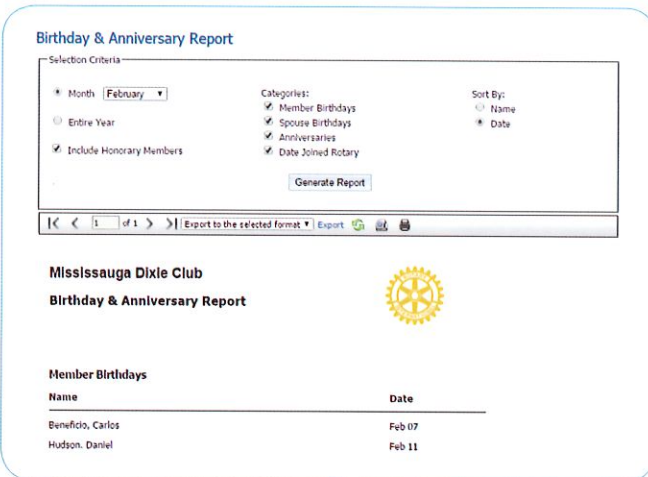 Birthday & Anniversary Report
Selection Criteria
Month February
Entire Year
Include Honorary Members
Categories:
Member Birthdays
Spouse Birthdays
Anniversaries
Date Joined Rotary
Sort By:
Name
Date
Generate Report
1 of 1 Export to the selected format Export
Mississauga Dixie Club
Birthday & Anniversary Report
Member Birthdays
Name Date
Beneficio, Carlos Feb 07
Hudson, Daniel Feb 11